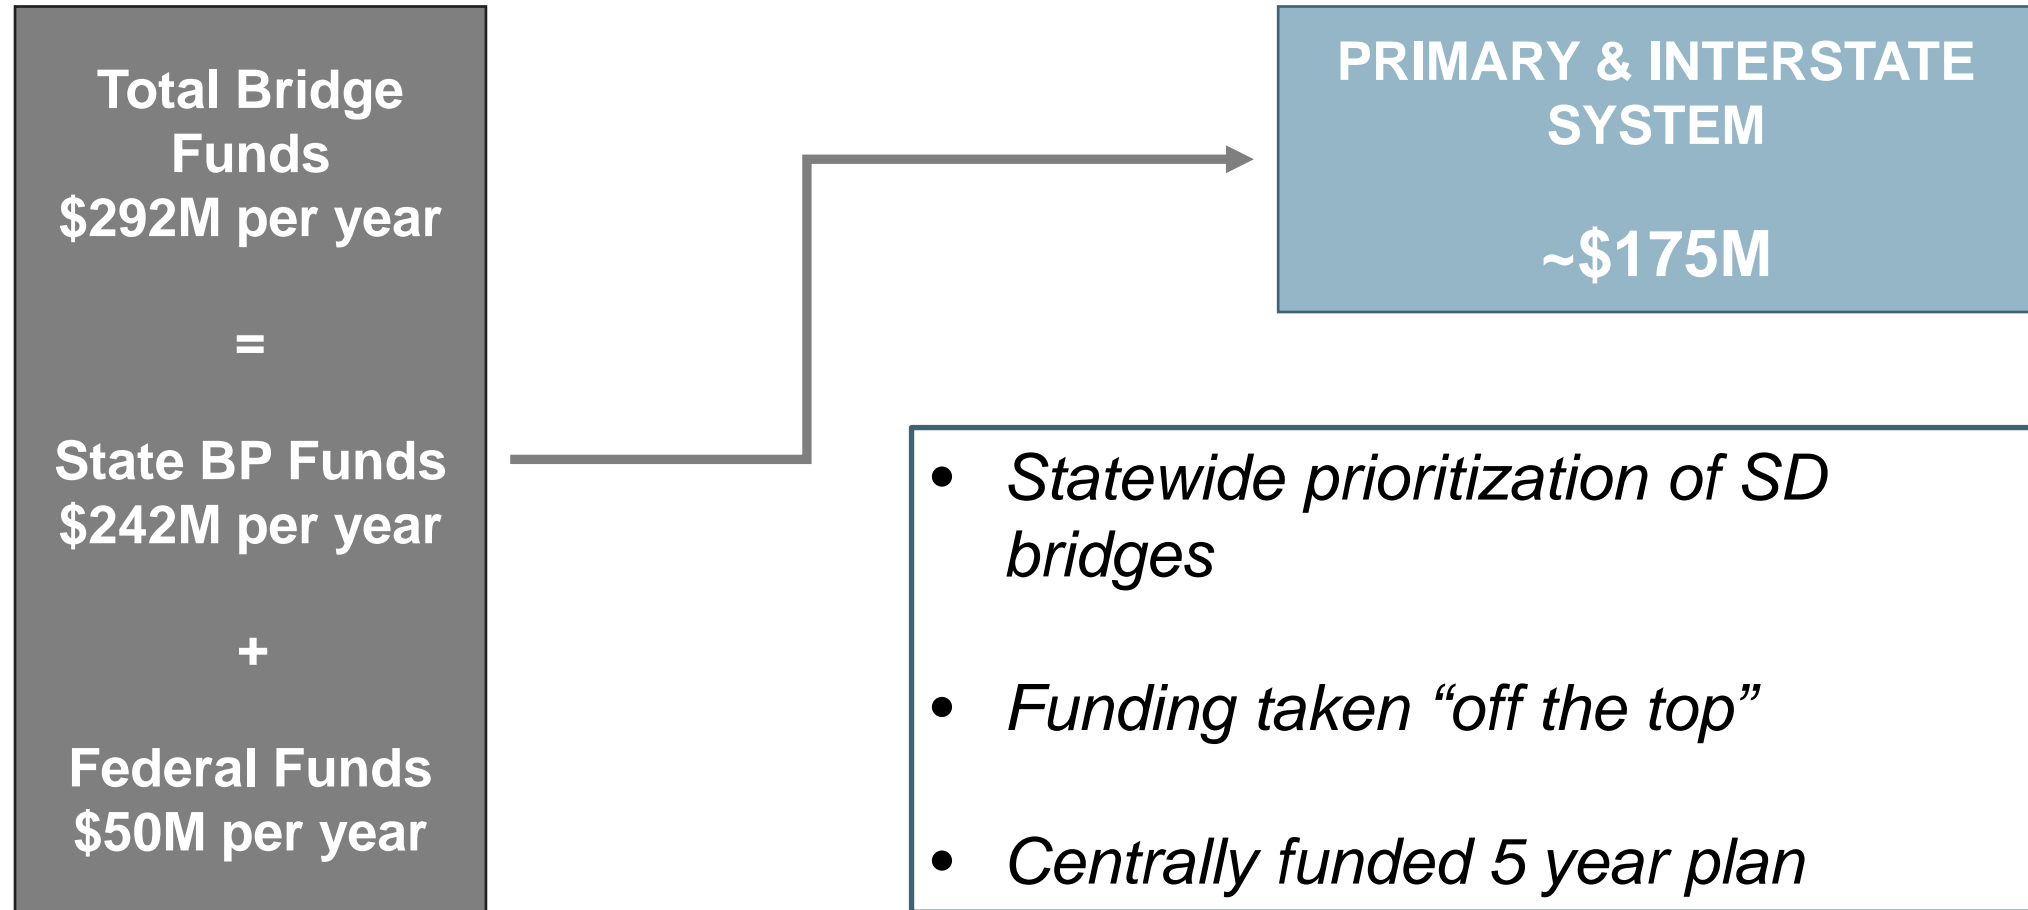 Total Bridge
Funds
$292M per year
=
State BP Funds
$242M per year
+
Federal Funds
$50M per year
PRIMARY & INTERSTATE
SYSTEM
~$175M
• Statewide prioritization of SD
bridges
• Funding taken “off the top”
• Centrally funded 5 year plan